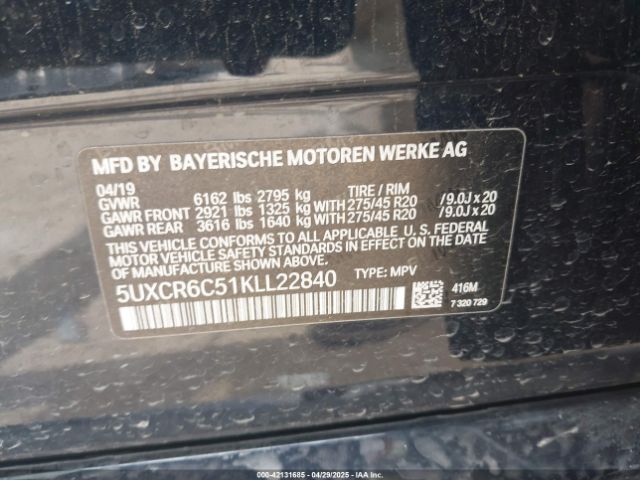 MFD BY BAYERISCHE MOTOREN WERKE AG
04/19 TIRE / RIM
GVWR 6162 lbs 2795 kg
GAWR FRONT 2921 lbs 1325 kg WITH 275/45 R20 /9.0J x 20
GAWR REAR 3616 lbs 1640 kg WITH 275/45 R20 /9.0J x 20
THIS VEHICLE CONFORMS TO ALL APPLICABLE U. S. FEDERAL
MOTOR VEHICLE SAFETY STANDARDS IN EFFECT ON THE DATE
OF MANUFACTURE SHOWN ABOVE.
5UXCR6C51KLL22840 TYPE: MPV
416M
7 320 729
000-42131685 04/29/2025 IAA Inc.